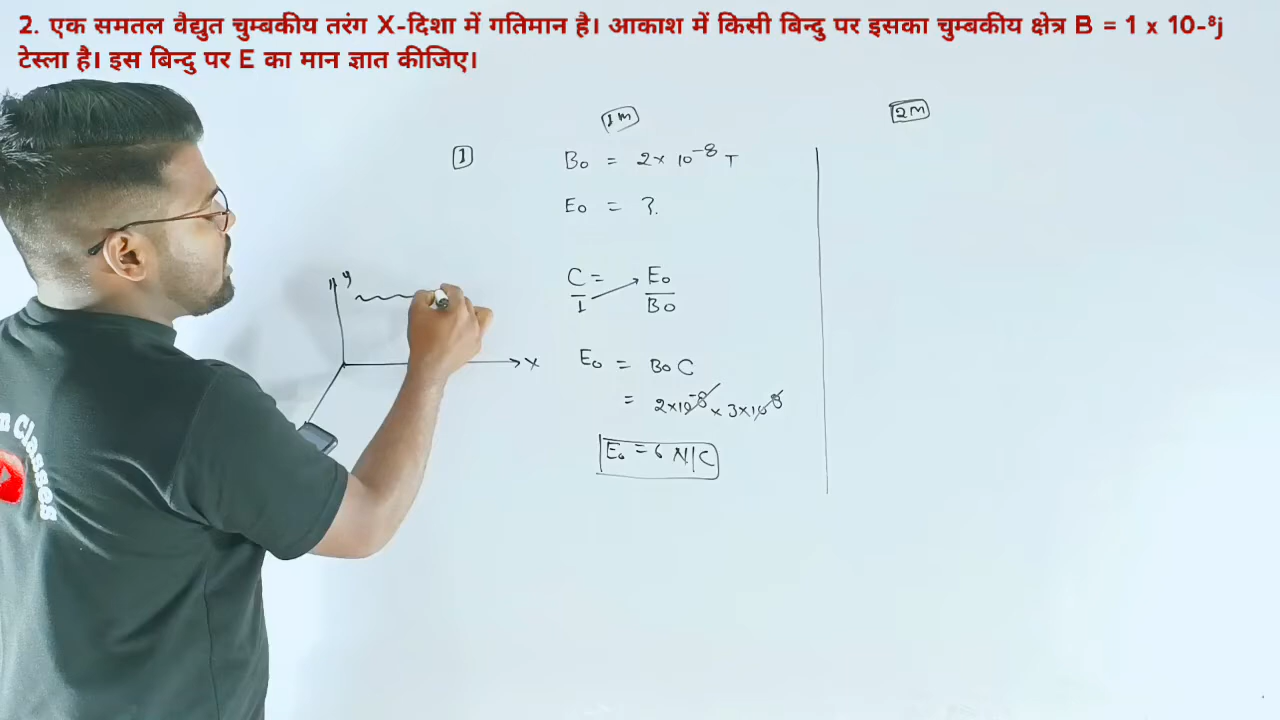 2. एक समतल वैद्युत चुम्बकीय तरंग X-दिशा में गतिमान है। आकाश में किसी बिन्दु पर इसका चुम्बकीय क्षेत्र B = 1 x 10-⁸j
टेस्ला है। इस बिन्दु पर E का मान ज्ञात कीजिए।
1M
2M
1
B₀ = 2 × 10⁻⁸ T
E₀ = ?
C = E₀
1 B₀
y
x
E₀ = B₀ C
= 2×10⁻⁸ × 3×10⁸
E₀ = 6 N/C
Classes